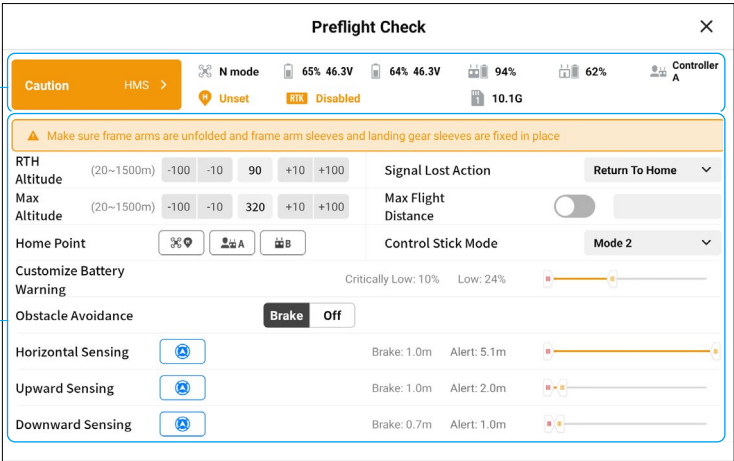 Preflight Check
Caution HMS
N mode 65% 46.3V 64% 46.3V 94% 62% Controller A
H Unset RTK Disabled 1 10.1G
Make sure frame arms are unfolded and frame arm sleeves and landing gear sleeves are fixed in place
RTH Altitude (20~1500m) -100 -10 90 +10 +100 Signal Lost Action Return To Home
Max Altitude (20~1500m) -100 -10 320 +10 +100 Max Flight Distance
Home Point A B Control Stick Mode Mode 2
Customize Battery Warning Critically Low: 10% Low: 24%
Obstacle Avoidance Brake Off
Horizontal Sensing Brake: 1.0m Alert: 5.1m
Upward Sensing Brake: 1.0m Alert: 2.0m
Downward Sensing Brake: 0.7m Alert: 1.0m